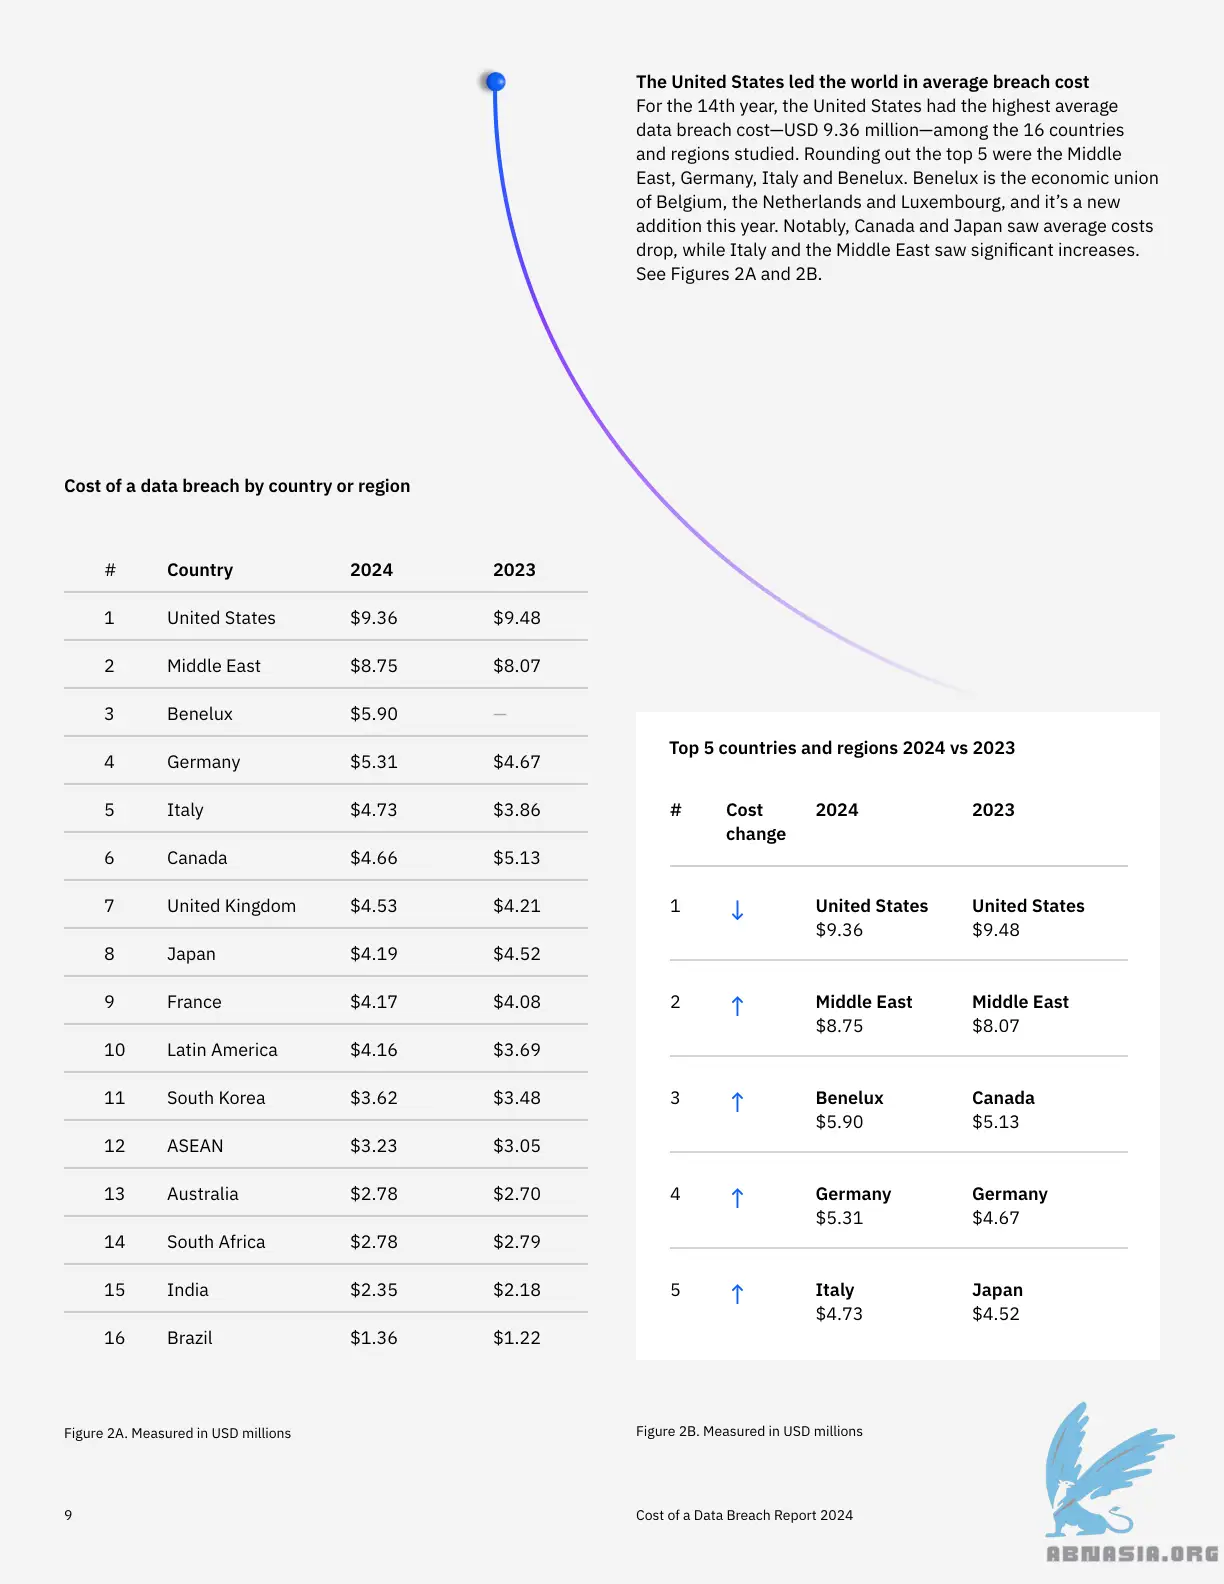 The United States led the world in average breach cost
For the 14th year, the United States had the highest average
data breach cost—USD 9.36 million—among the 16 countries
and regions studied. Rounding out the top 5 were the Middle
East, Germany, Italy and Benelux. Benelux is the economic union
of Belgium, the Netherlands and Luxembourg, and it’s a new
addition this year. Notably, Canada and Japan saw average costs
drop, while Italy and the Middle East saw significant increases.
See Figures 2A and 2B.
Cost of a data breach by country or region
# Country 2024 2023
1 United States $9.36 $9.48
2 Middle East $8.75 $8.07
3 Benelux $5.90 —
4 Germany $5.31 $4.67
5 Italy $4.73 $3.86
6 Canada $4.66 $5.13
7 United Kingdom $4.53 $4.21
8 Japan $4.19 $4.52
9 France $4.17 $4.08
10 Latin America $4.16 $3.69
11 South Korea $3.62 $3.48
12 ASEAN $3.23 $3.05
13 Australia $2.78 $2.70
14 South Africa $2.78 $2.79
15 India $2.35 $2.18
16 Brazil $1.36 $1.22
Figure 2A. Measured in USD millions
Top 5 countries and regions 2024 vs 2023
# Cost 2024 2023
change
1 ↓ United States United States
$9.36 $9.48
2 ↑ Middle East Middle East
$8.75 $8.07
3 ↑ Benelux Canada
$5.90 $5.13
4 ↑ Germany Germany
$5.31 $4.67
5 ↑ Italy Japan
$4.73 $4.52
Figure 2B. Measured in USD millions
9
Cost of a Data Breach Report 2024
ABNASIA.ORG